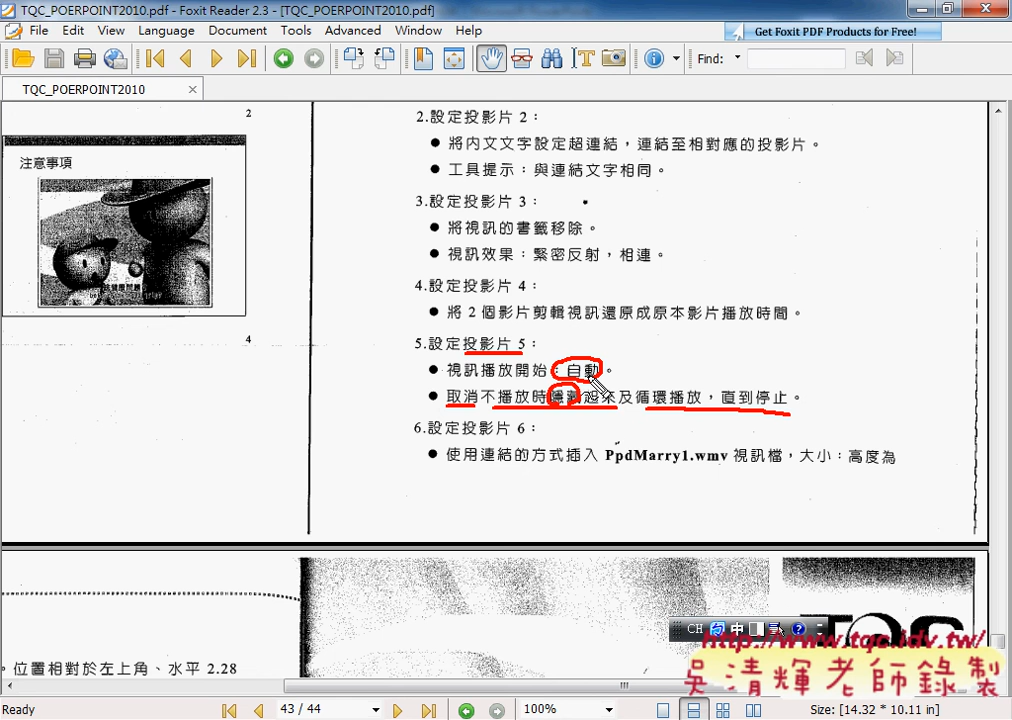 TQC_POERPOINT2010.pdf - Foxit Reader 2.3 - [TQC_POERPOINT2010.pdf]
File Edit View Language Document Tools Advanced Window Help
Get Foxit PDF Products for Free!
Find:
TQC_POERPOINT2010
2
注意事項
4
2.設定投影片 2：
● 將內文文字設定超連結，連結至相對應的投影片。
● 工具提示：與連結文字相同。
3.設定投影片 3：
● 將視訊的書籤移除。
● 視訊效果：緊密反射，相連。
4.設定投影片 4：
● 將 2 個影片剪輯視訊還原成原本影片播放時間。
5.設定投影片 5：
● 視訊播放開始：自動。
● 取消不播放時隱藏起來及循環播放，直到停止。
6.設定投影片 6：
● 使用連結的方式插入 PpdMarry1.wmv 視訊檔，大小：高度為
。位置相對於左上角、水平 2.28
CH 中
TQC
http://www.tqc.idv.tw/
吳清輝老師錄製
Ready
43 / 44
100%
Size: [14.32 * 10.11 in]